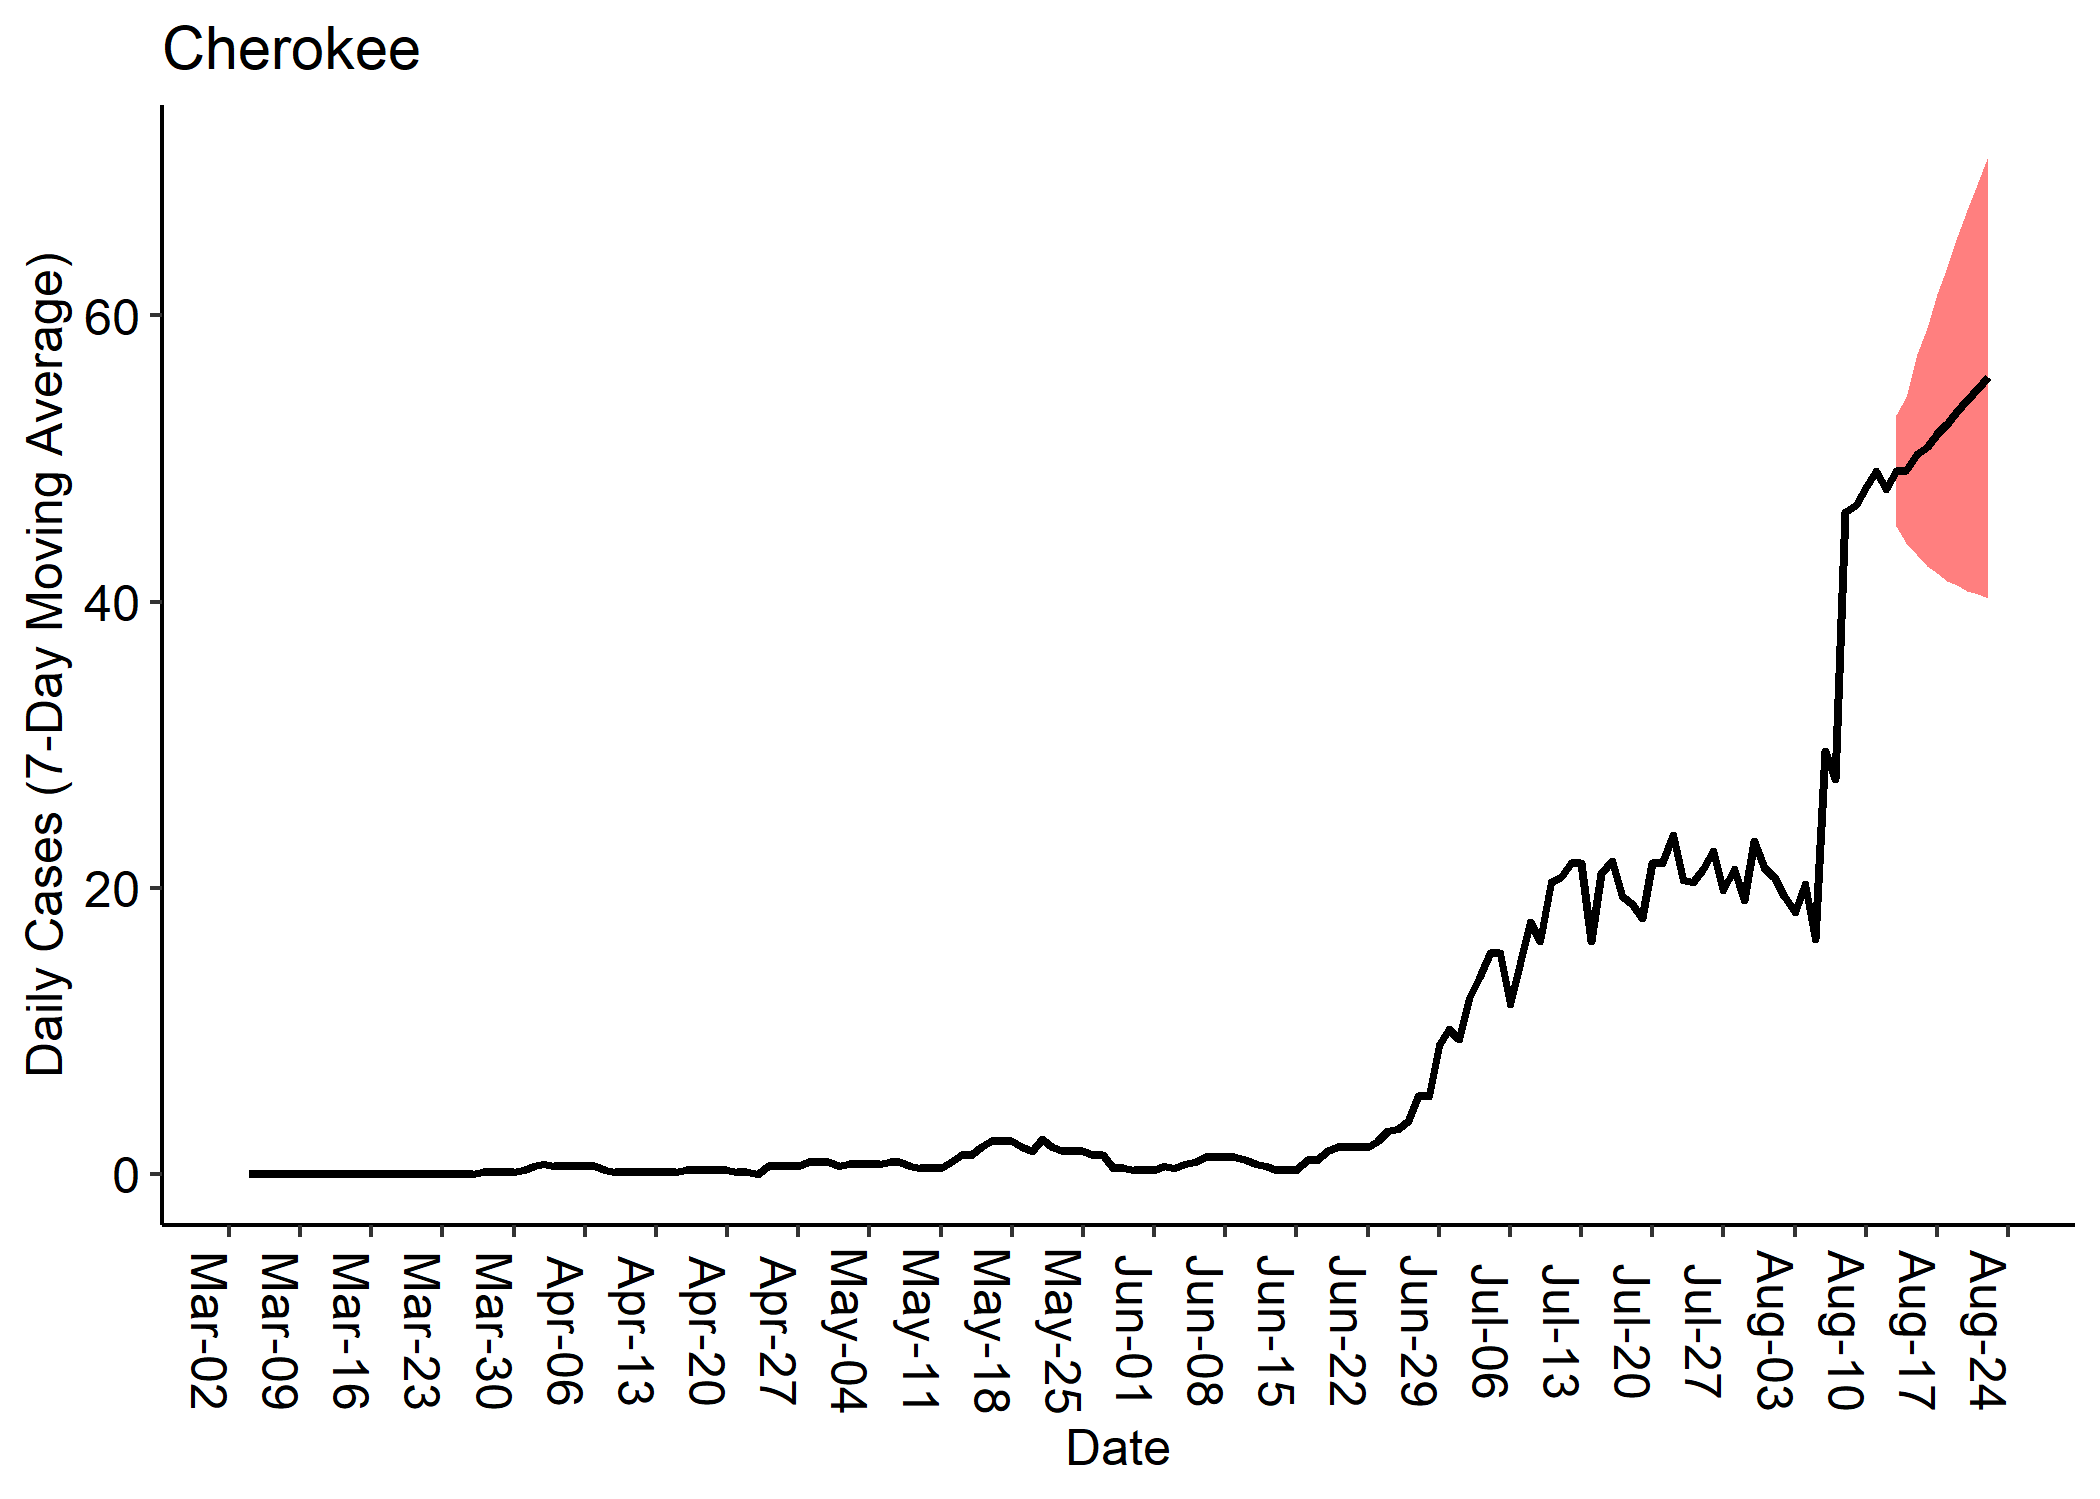 Cherokee
Daily Cases (7-Day Moving Average)
60
40
20
0
Mar-02
Mar-09
Mar-16
Mar-23
Mar-30
Apr-06
Apr-13
Apr-20
Apr-27
May-04
May-11
May-18
May-25
Jun-01
Jun-08
Jun-15
Jun-22
Jun-29
Jul-06
Jul-13
Jul-20
Jul-27
Aug-03
Aug-10
Aug-17
Aug-24
Date